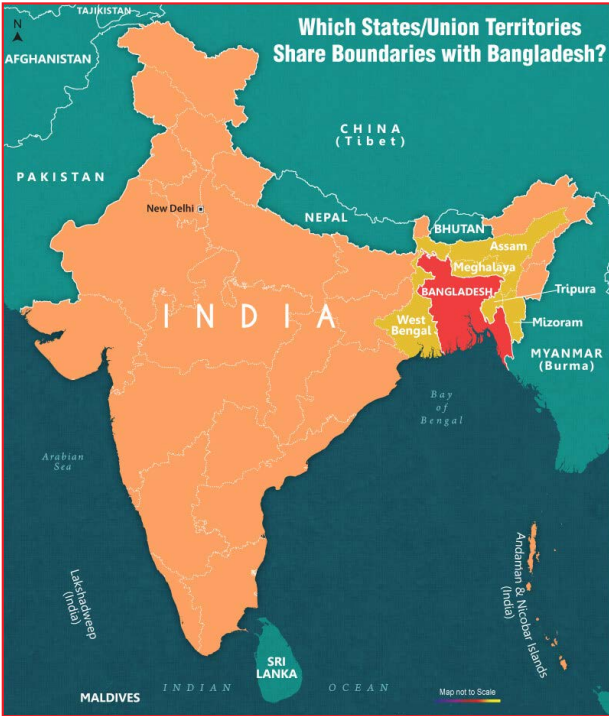 N
Which States/Union Territories
Share Boundaries with Bangladesh?
TAJIKISTAN
AFGHANISTAN
CHINA
(Tibet)
PAKISTAN
New Delhi
NEPAL
BHUTAN
Assam
Meghalaya
BANGLADESH
Tripura
INDIA
West
Bengal
Mizoram
MYANMAR
(Burma)
Bay
of
Bengal
Arabian
Sea
Andaman & Nicobar Islands
(India)
Lakshadweep
(India)
SRI
LANKA
MALDIVES
INDIAN OCEAN
Map not to Scale